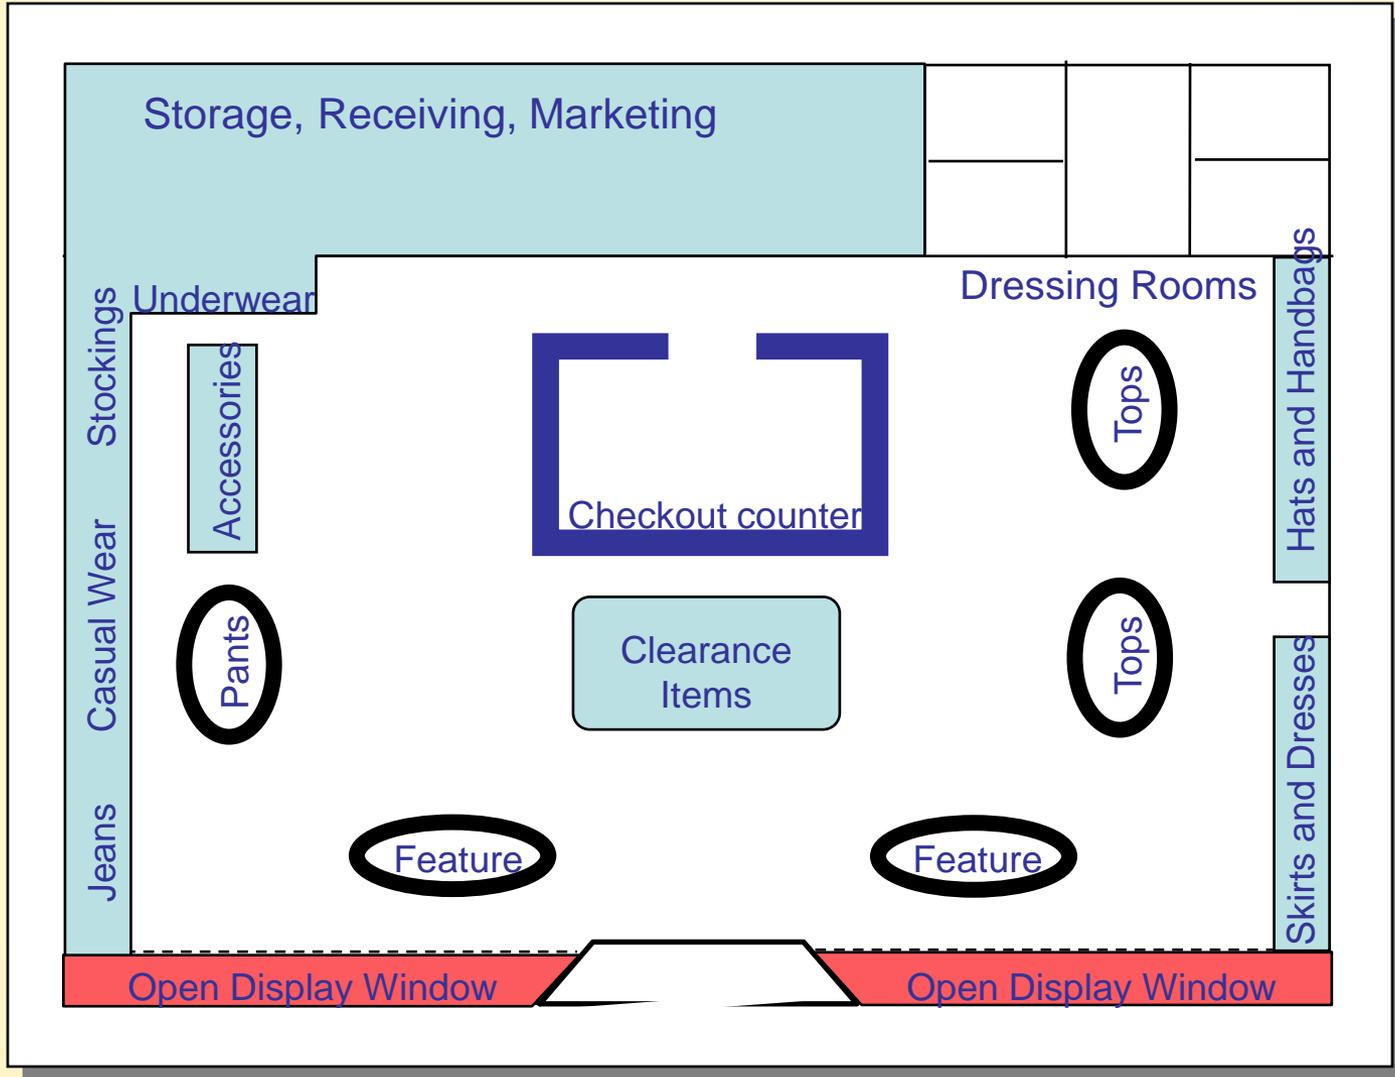 Storage, Receiving, Marketing
Underwear
Dressing Rooms
Stockings
Accessories
Tops
Hats and Handbags
Checkout counter
Casual Wear
Pants
Clearance
Items
Tops
Skirts and Dresses
Jeans
Feature
Feature
Open Display Window
Open Display Window